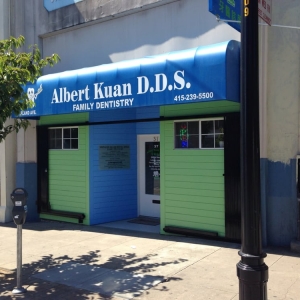 Albert Kuan D.D.S.
FAMILY DENTISTRY
415-239-5500